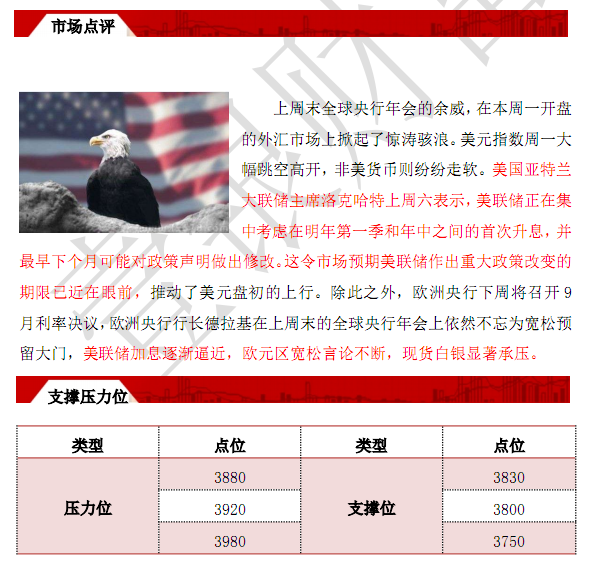 市场点评
上周末全球央行年会的余威，在本周一开盘
的外汇市场上掀起了惊涛骇浪。美元指数周一大
幅跳空高开，非美货币则纷纷走软。美国亚特兰
大联储主席洛克哈特上周六表示，美联储正在集
中考虑在明年第一季和年中之间的首次升息，并
最早下个月可能对政策声明做出修改。这令市场预期美联储作出重大政策改变的
期限已近在眼前，推动了美元盘初的上行。除此之外，欧洲央行下周将召开 9
月利率决议，欧洲央行行长德拉基在上周末的全球央行年会上依然不忘为宽松预
留大门，美联储加息逐渐逼近，欧元区宽松言论不断，现货白银显著承压。
支撑压力位
类型 点位 类型 点位
3880 3830
压力位 3920 支撑位 3800
3980 3750